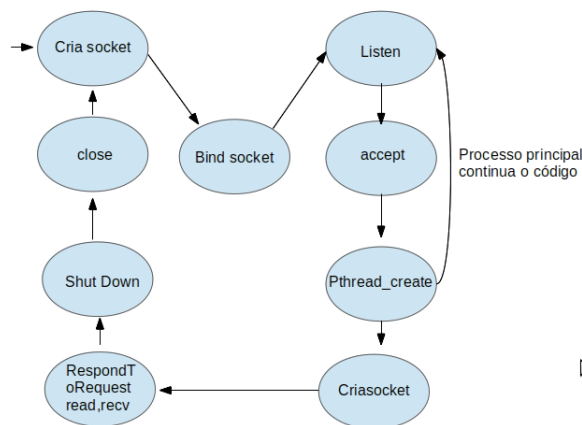 Cria socket
Listen
close
Bind socket
accept
Processo principal
continua o código
Shut Down
Pthread_create
RespondT
oRequest
read,recv
Criasocket